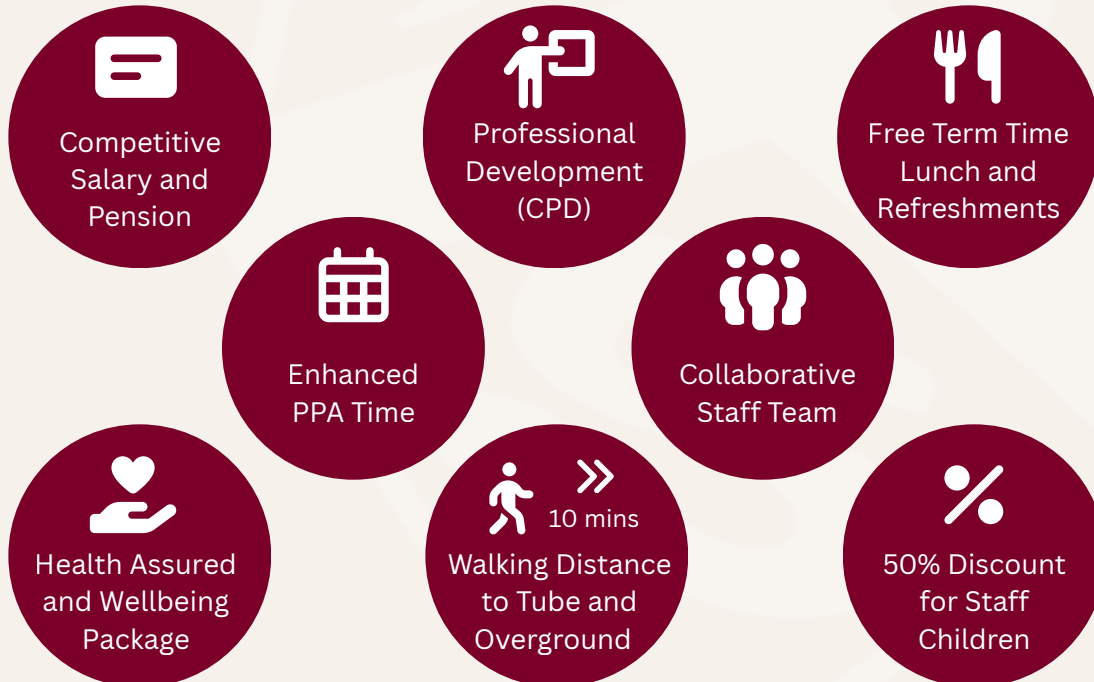 Competitive
Salary and
Pension
Professional
Development
(CPD)
Free Term Time
Lunch and
Refreshments
Enhanced
PPA Time
Collaborative
Staff Team
Health Assured
and Wellbeing
Package
10 mins
Walking Distance
to Tube and
Overground
50% Discount
for Staff
Children